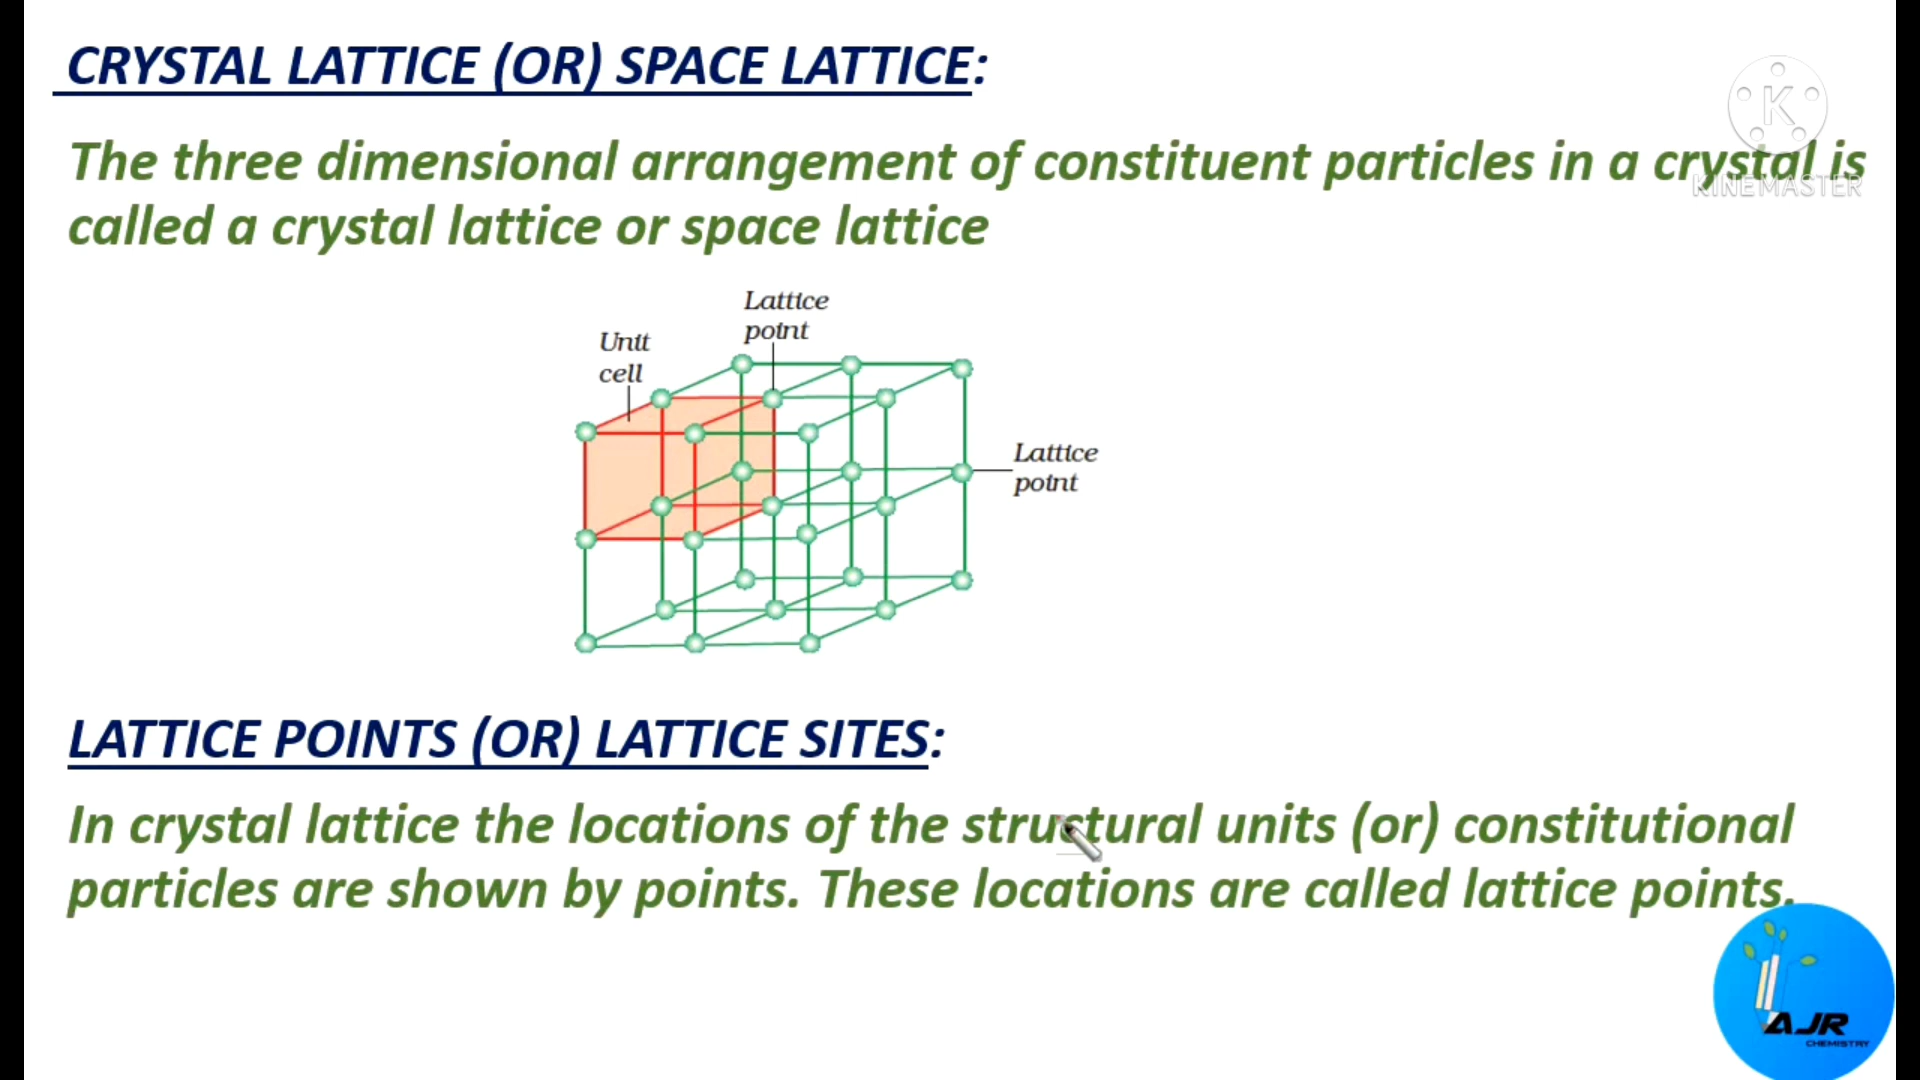 CRYSTAL LATTICE (OR) SPACE LATTICE:
K
The three dimensional arrangement of constituent particles in a crystal is
KINEMASTER
called a crystal lattice or space lattice
Lattice
point
Unit
cell
Lattice
point
LATTICE POINTS (OR) LATTICE SITES:
In crystal lattice the locations of the structural units (or) constitutional
particles are shown by points. These locations are called lattice points.
AJR
CHEMISTRY